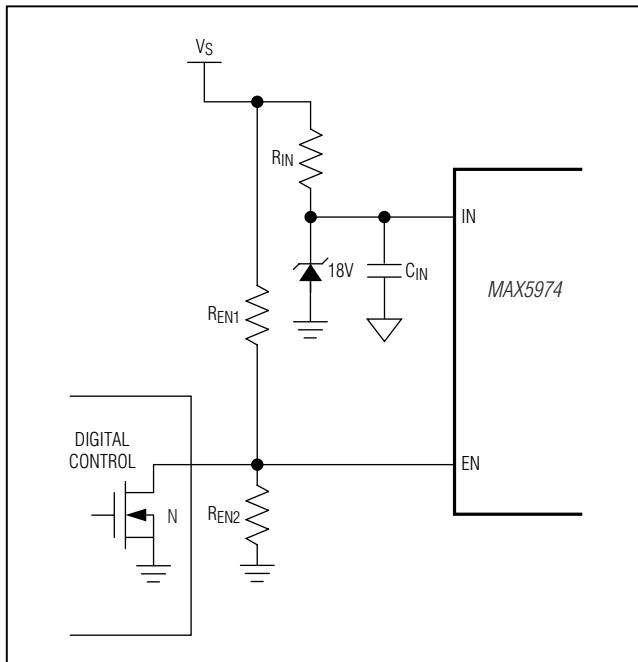 VS
RIN
IN
18V
CIN
MAX5974
REN1
DIGITAL
CONTROL
EN
N
REN2